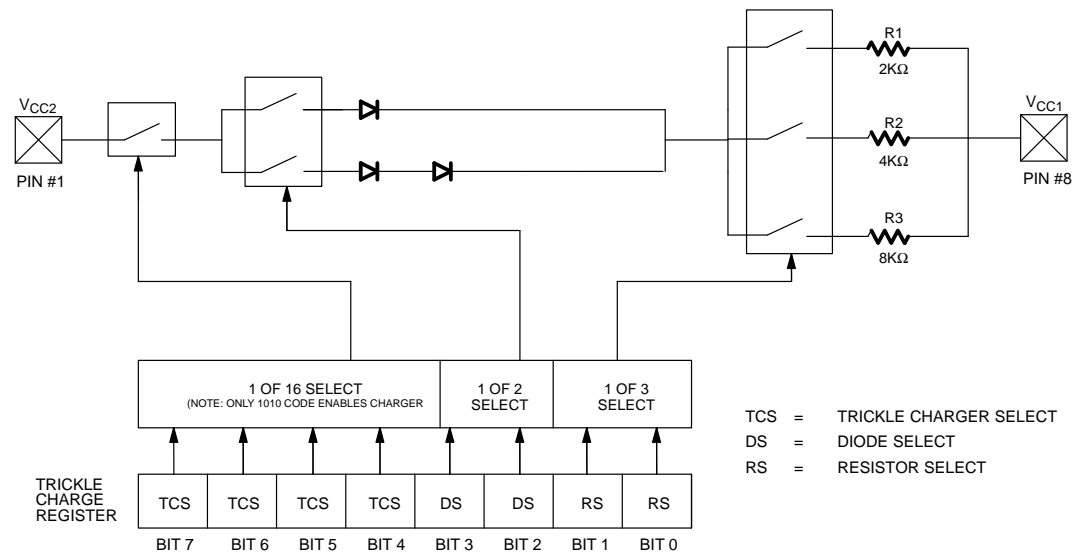 R1
2KΩ
VCC2
PIN #1
R2
4KΩ
VCC1
PIN #8
R3
8KΩ
1 OF 16 SELECT
(NOTE: ONLY 1010 CODE ENABLES CHARGER
1 OF 2
SELECT
1 OF 3
SELECT
TCS = TRICKLE CHARGER SELECT
DS = DIODE SELECT
RS = RESISTOR SELECT
TRICKLE
CHARGE
REGISTER
TCS TCS TCS TCS DS DS RS RS
BIT 7 BIT 6 BIT 5 BIT 4 BIT 3 BIT 2 BIT 1 BIT 0